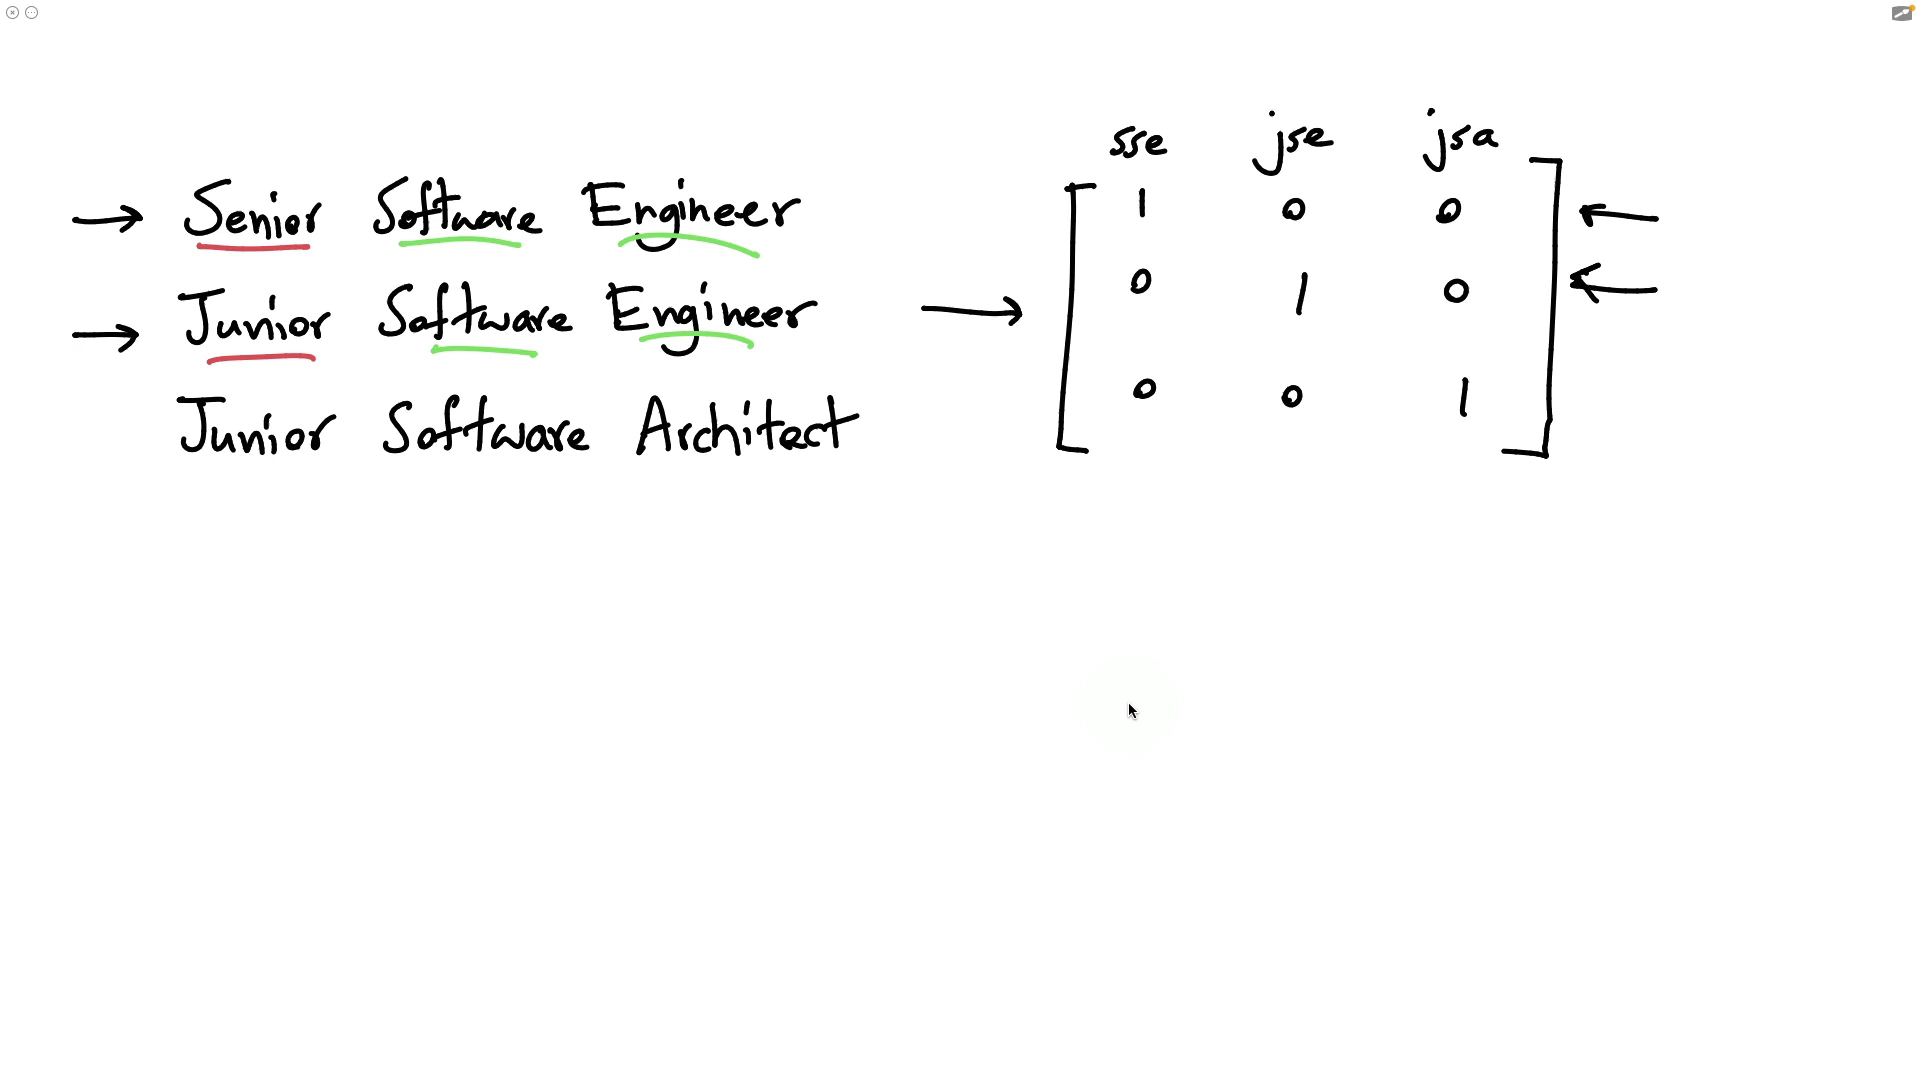 Senior Software Engineer
Junior Software Engineer
Junior Software Architect
sse jse jsa
1 0 0
0 1 0
0 0 1